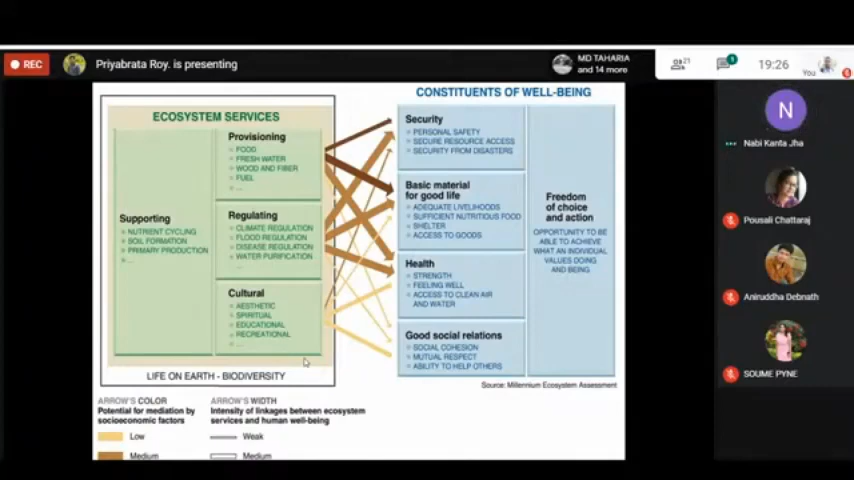 REC
Priyabrata Roy. is presenting
MD TAHARIA
and 14 more
21
1
19:26
You
CONSTITUENTS OF WELL-BEING
ECOSYSTEM SERVICES
Provisioning
FOOD
FRESH WATER
WOOD AND FIBER
FUEL
...
Supporting
NUTRIENT CYCLING
SOIL FORMATION
PRIMARY PRODUCTION
...
Regulating
CLIMATE REGULATION
FLOOD REGULATION
DISEASE REGULATION
WATER PURIFICATION
...
Cultural
AESTHETIC
SPIRITUAL
EDUCATIONAL
RECREATIONAL
...
LIFE ON EARTH - BIODIVERSITY
Security
PERSONAL SAFETY
SECURE RESOURCE ACCESS
SECURITY FROM DISASTERS
Basic material
for good life
ADEQUATE LIVELIHOODS
SUFFICIENT NUTRITIOUS FOOD
SHELTER
ACCESS TO GOODS
Health
STRENGTH
FEELING WELL
ACCESS TO CLEAN AIR
AND WATER
Good social relations
SOCIAL COHESION
MUTUAL RESPECT
ABILITY TO HELP OTHERS
Freedom
of choice
and action
OPPORTUNITY TO BE
ABLE TO ACHIEVE
WHAT AN INDIVIDUAL
VALUES DOING
AND BEING
Source: Millennium Ecosystem Assessment
ARROW'S COLOR
Potential for mediation by
socioeconomic factors
Low
Medium
ARROW'S WIDTH
Intensity of linkages between ecosystem
services and human well-being
Weak
Medium
N
Nabi Kanta Jha
Pousali Chattaraj
Aniruddha Debnath
SOUME PYNE